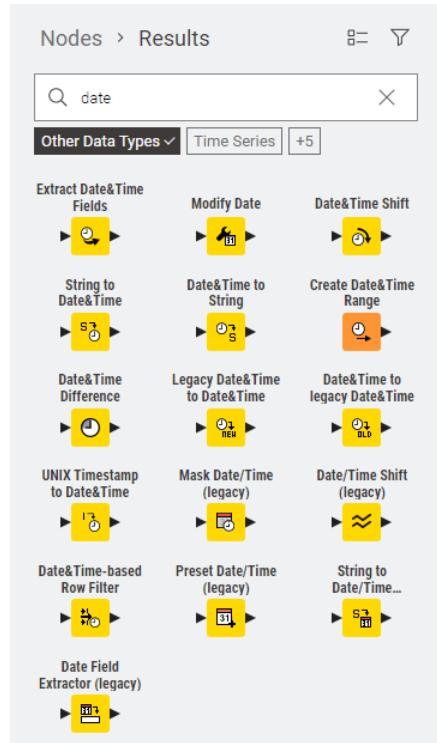 Nodes > Results
date
Other Data Types
Time Series
+5
Extract Date&Time
Fields
Modify Date
Date&Time Shift
String to
Date&Time
Date&Time to
String
Create Date&Time
Range
Date&Time
Difference
Legacy Date&Time
to Date&Time
Date&Time to
legacy Date&Time
UNIX Timestamp
to Date&Time
Mask Date/Time
(legacy)
Date/Time Shift
(legacy)
Date&Time-based
Row Filter
Preset Date/Time
(legacy)
String to
Date/Time...
Date Field
Extractor (legacy)